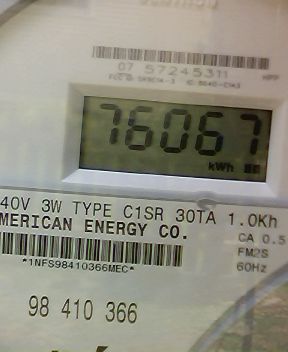 07 57245311
76067
kWh
40V 3W TYPE C1SR 30TA 1.0Kh
MERICAN ENERGY CO.
CA 0.5
*1NFS98410366MEC*
FM2S
60Hz
98 410 366